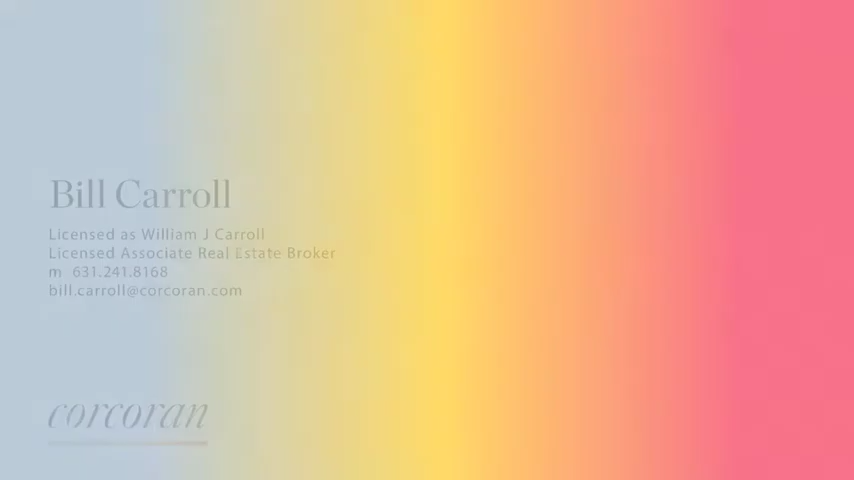 Bill Carroll
Licensed as William J Carroll
Licensed Associate Real Estate Broker
m 631.241.8168
bill.carroll@corcoran.com
corcoran